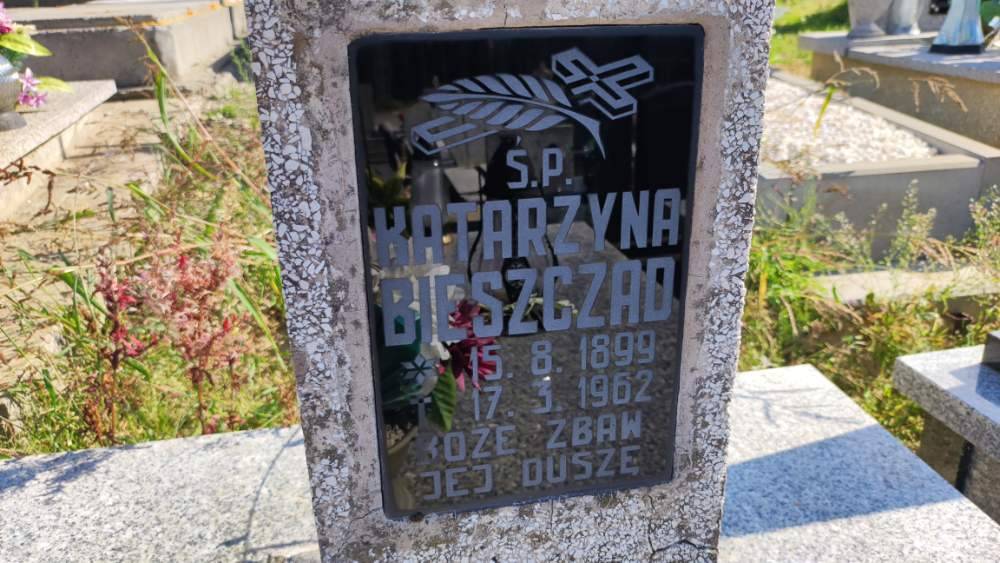 Ś.P.
KATARZYNA
BIESZCZAD
15. 8. 1899
† 17. 3. 1962
BOŻE ZBAW
JEJ DUSZĘ